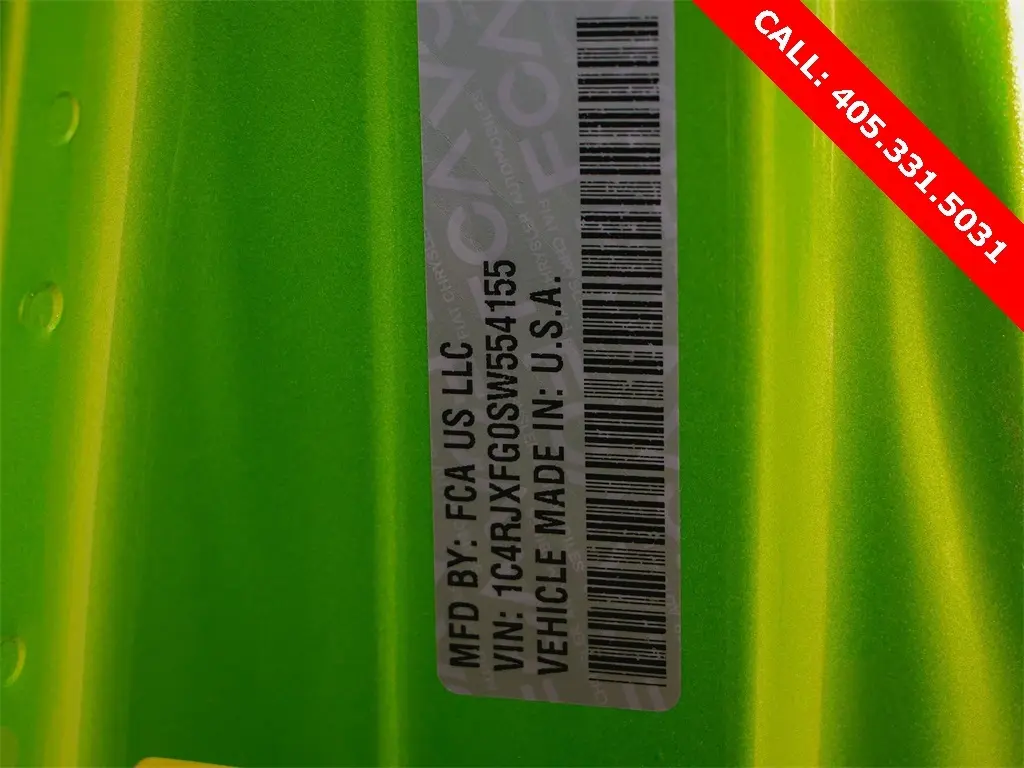 MFD BY: FCA US LLC
VIN: 1C4RJXFG0SW554155
VEHICLE MADE IN: U.S.A.
CALL: 405.331.5031